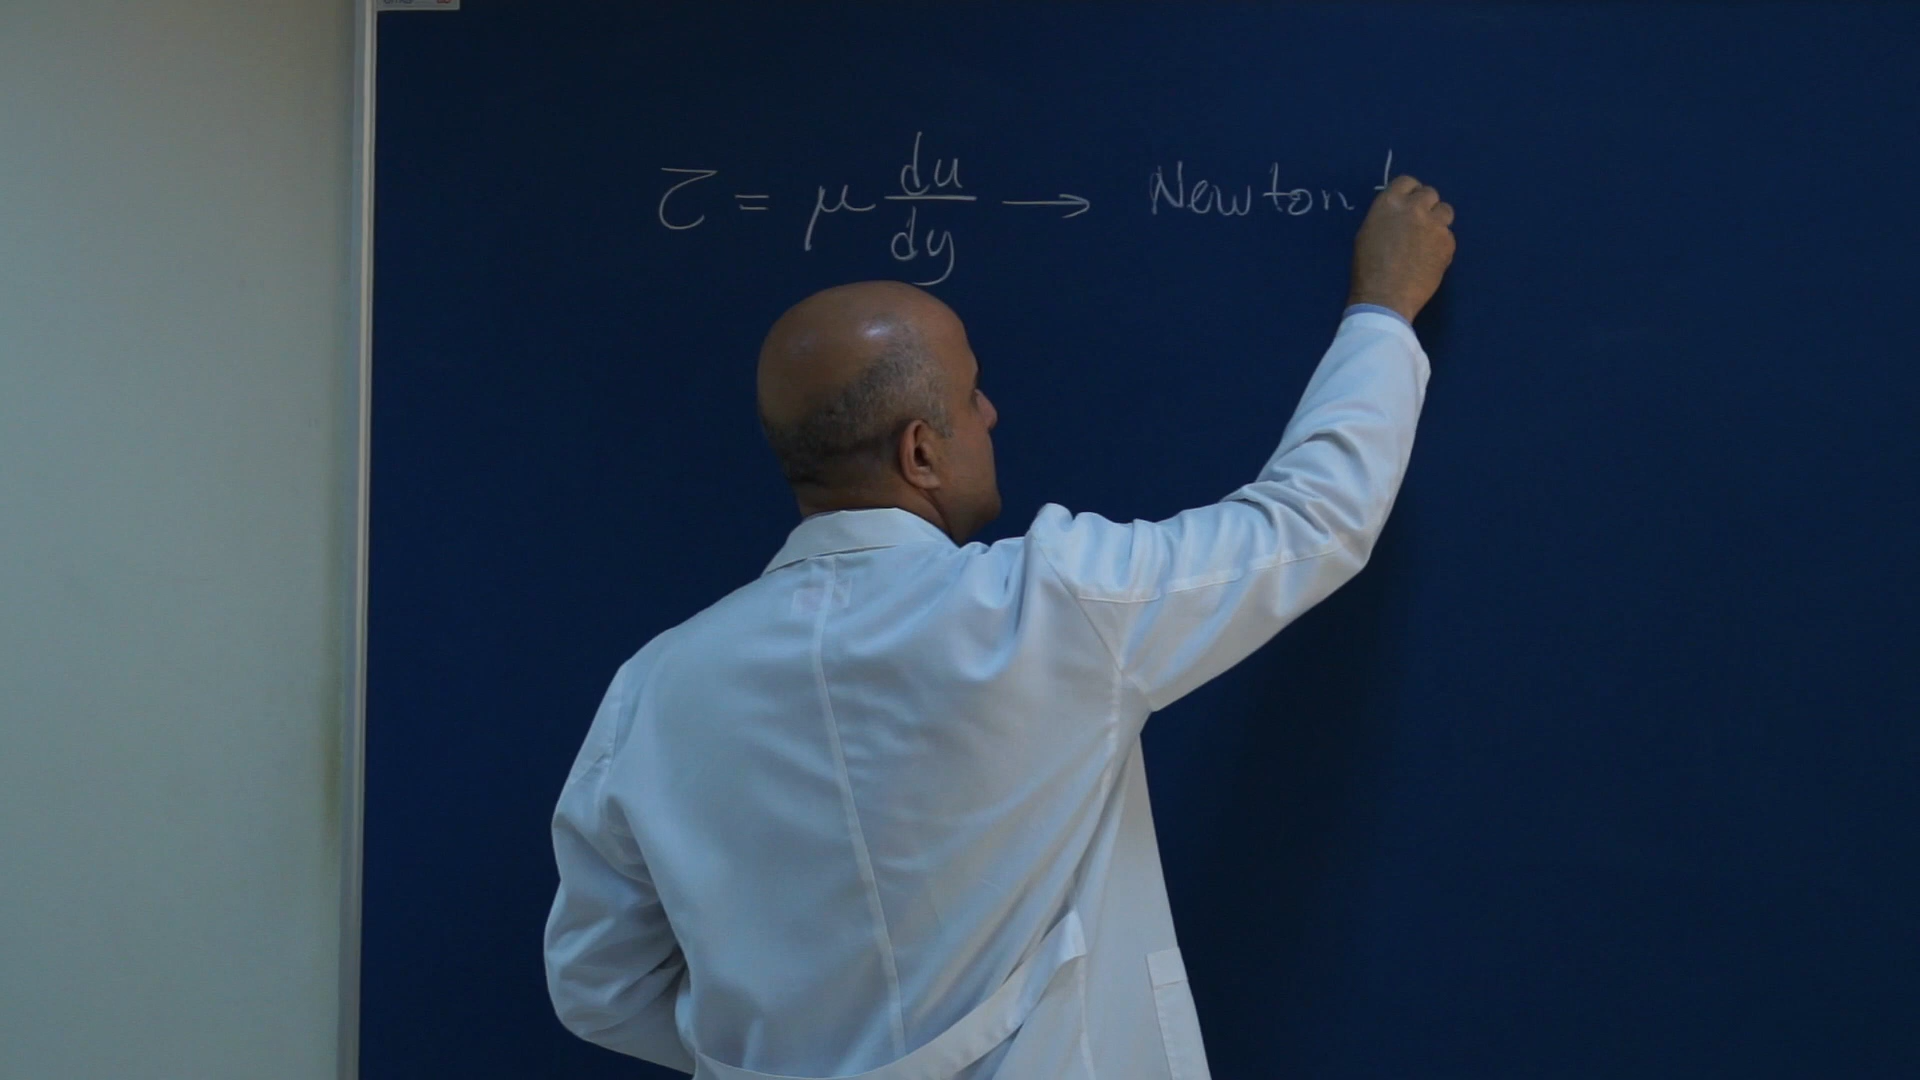 τ = μ du/dy → Newton